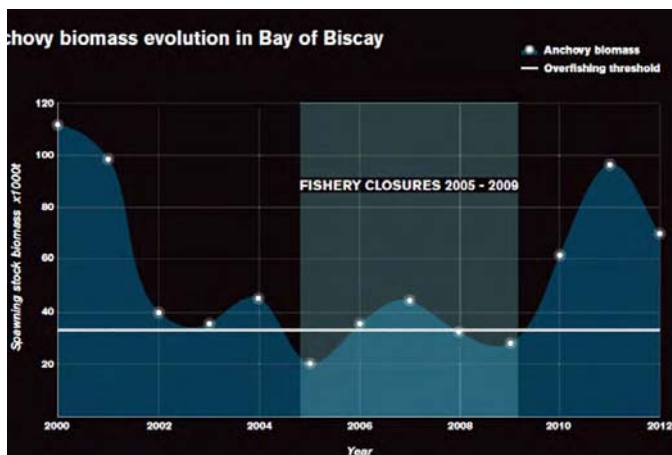 chovy biomass evolution in Bay of Biscay
Anchovy biomass
Overfishing threshold
120
100
80
60
40
20
Spawning stock biomass x1000t
FISHERY CLOSURES 2005 - 2009
2000
2002
2004
2006
2008
2010
2012
Year